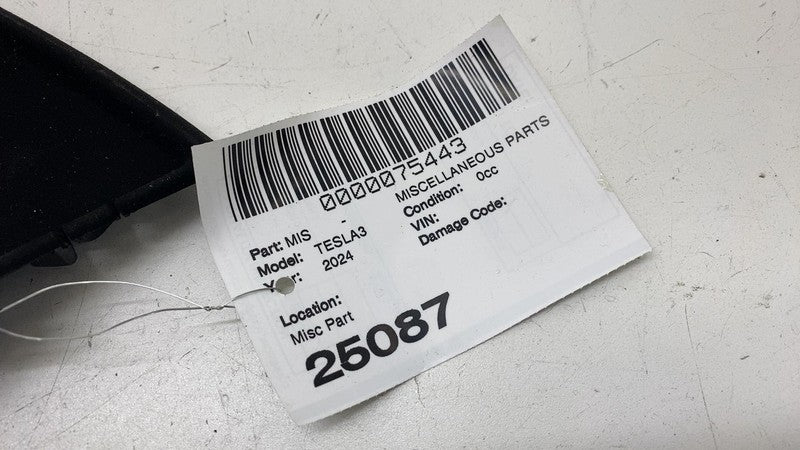 0000075443
Part: MIS - MISCELLANEOUS PARTS
Model: TESLA3 Condition: 0cc
2024 VIN:
Damage Code:
Location:
Misc Part
25087